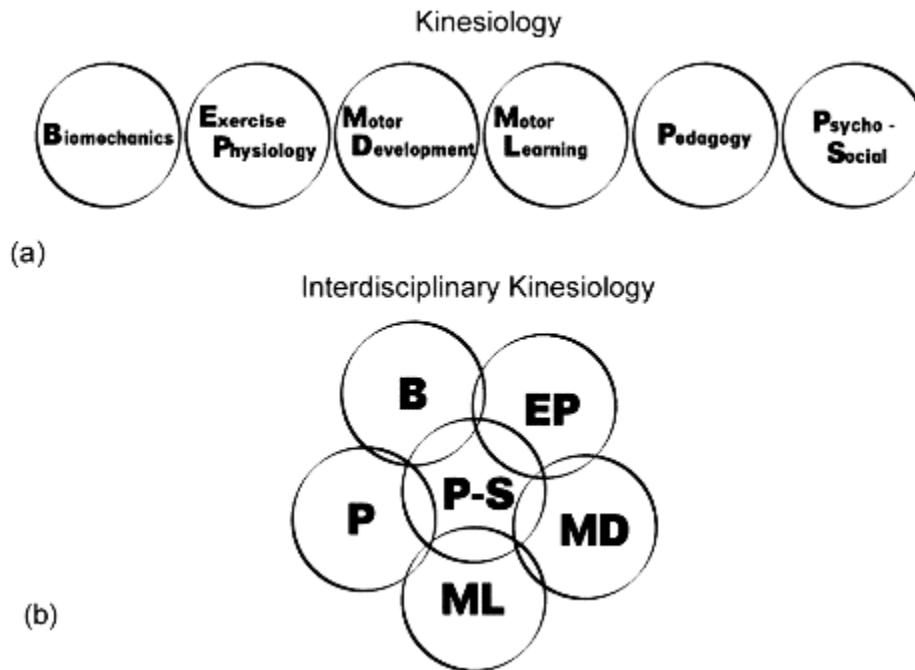 Kinesiology
Biomechanics
Exercise
Physiology
Motor
Development
Motor
Learning
Pedagogy
Psycho -
Social
(a)
Interdisciplinary Kinesiology
B
EP
P-S
P
MD
ML
(b)